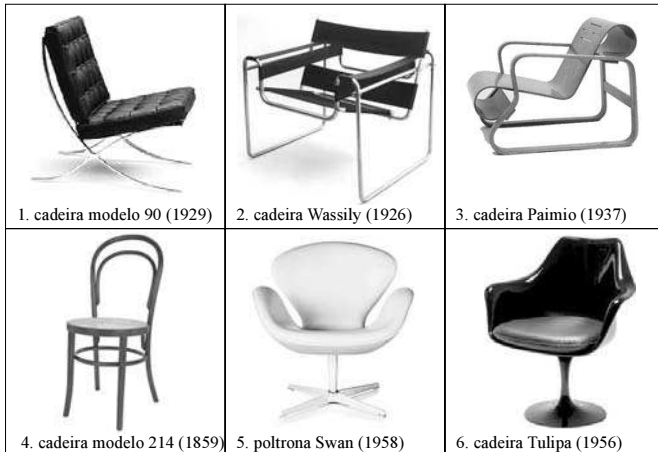 1. cadeira modelo 90 (1929)
2. cadeira Wassily (1926)
3. cadeira Paimio (1937)
4. cadeira modelo 214 (1859)
5. poltrona Swan (1958)
6. cadeira Tulipa (1956)